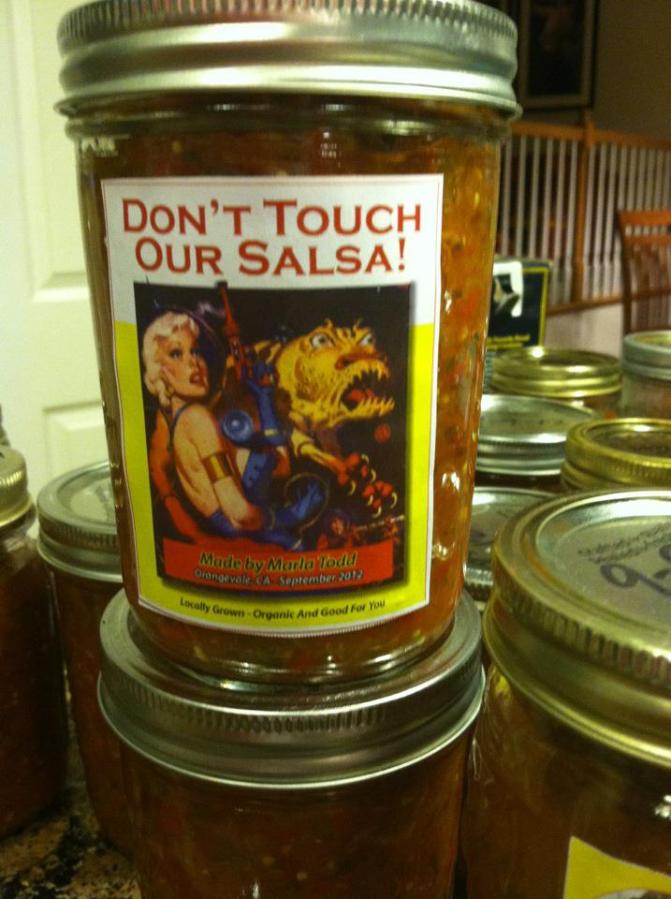 DON'T TOUCH
OUR SALSA!
Made by Marla Todd
Orangevale, CA - September 2012
Locally Grown - Organic And Good For You